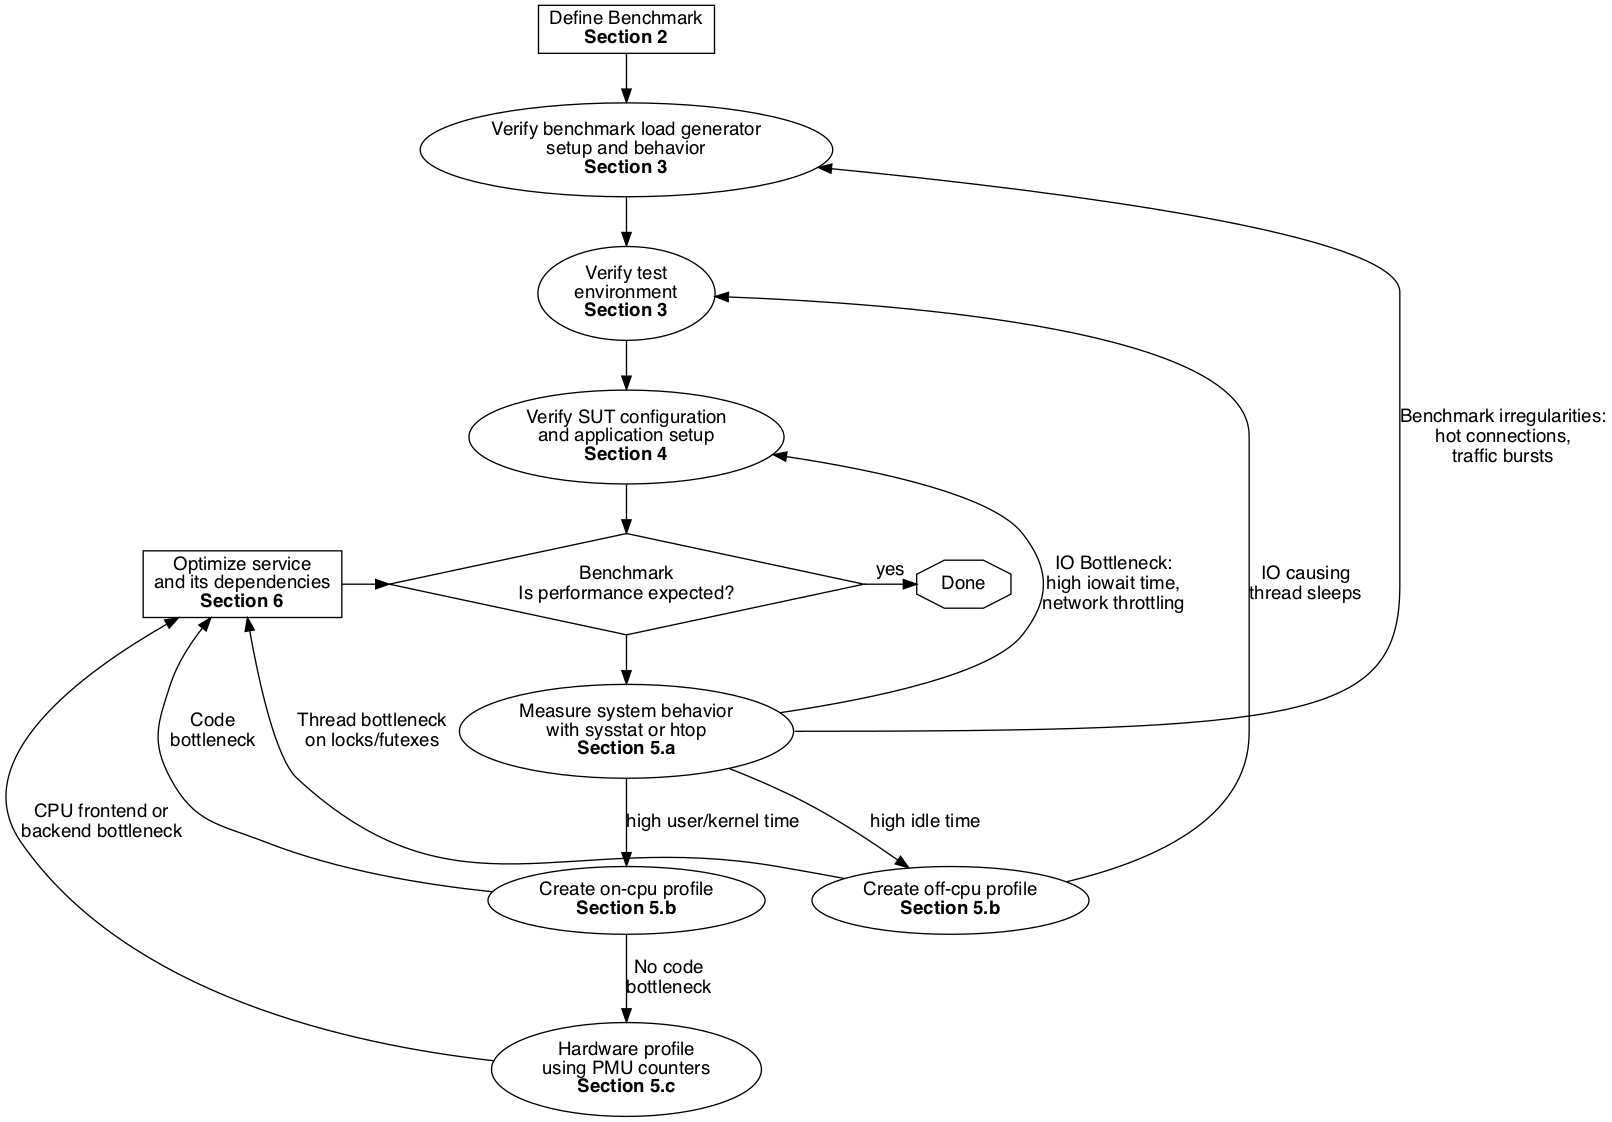 Define Benchmark
Section 2
Verify benchmark load generator
setup and behavior
Section 3
Verify test
environment
Section 3
Verify SUT configuration
and application setup
Section 4
Benchmark irregularities:
hot connections,
traffic bursts
Optimize service
and its dependencies
Section 6
Benchmark
Is performance expected?
yes
Done
IO Bottleneck:
high iowait time,
network throttling
IO causing
thread sleeps
Code
bottleneck
Thread bottleneck
on locks/futexes
Measure system behavior
with sysstat or htop
Section 5.a
CPU frontend or
backend bottleneck
high user/kernel time
high idle time
Create on-cpu profile
Section 5.b
Create off-cpu profile
Section 5.b
No code
bottleneck
Hardware profile
using PMU counters
Section 5.c